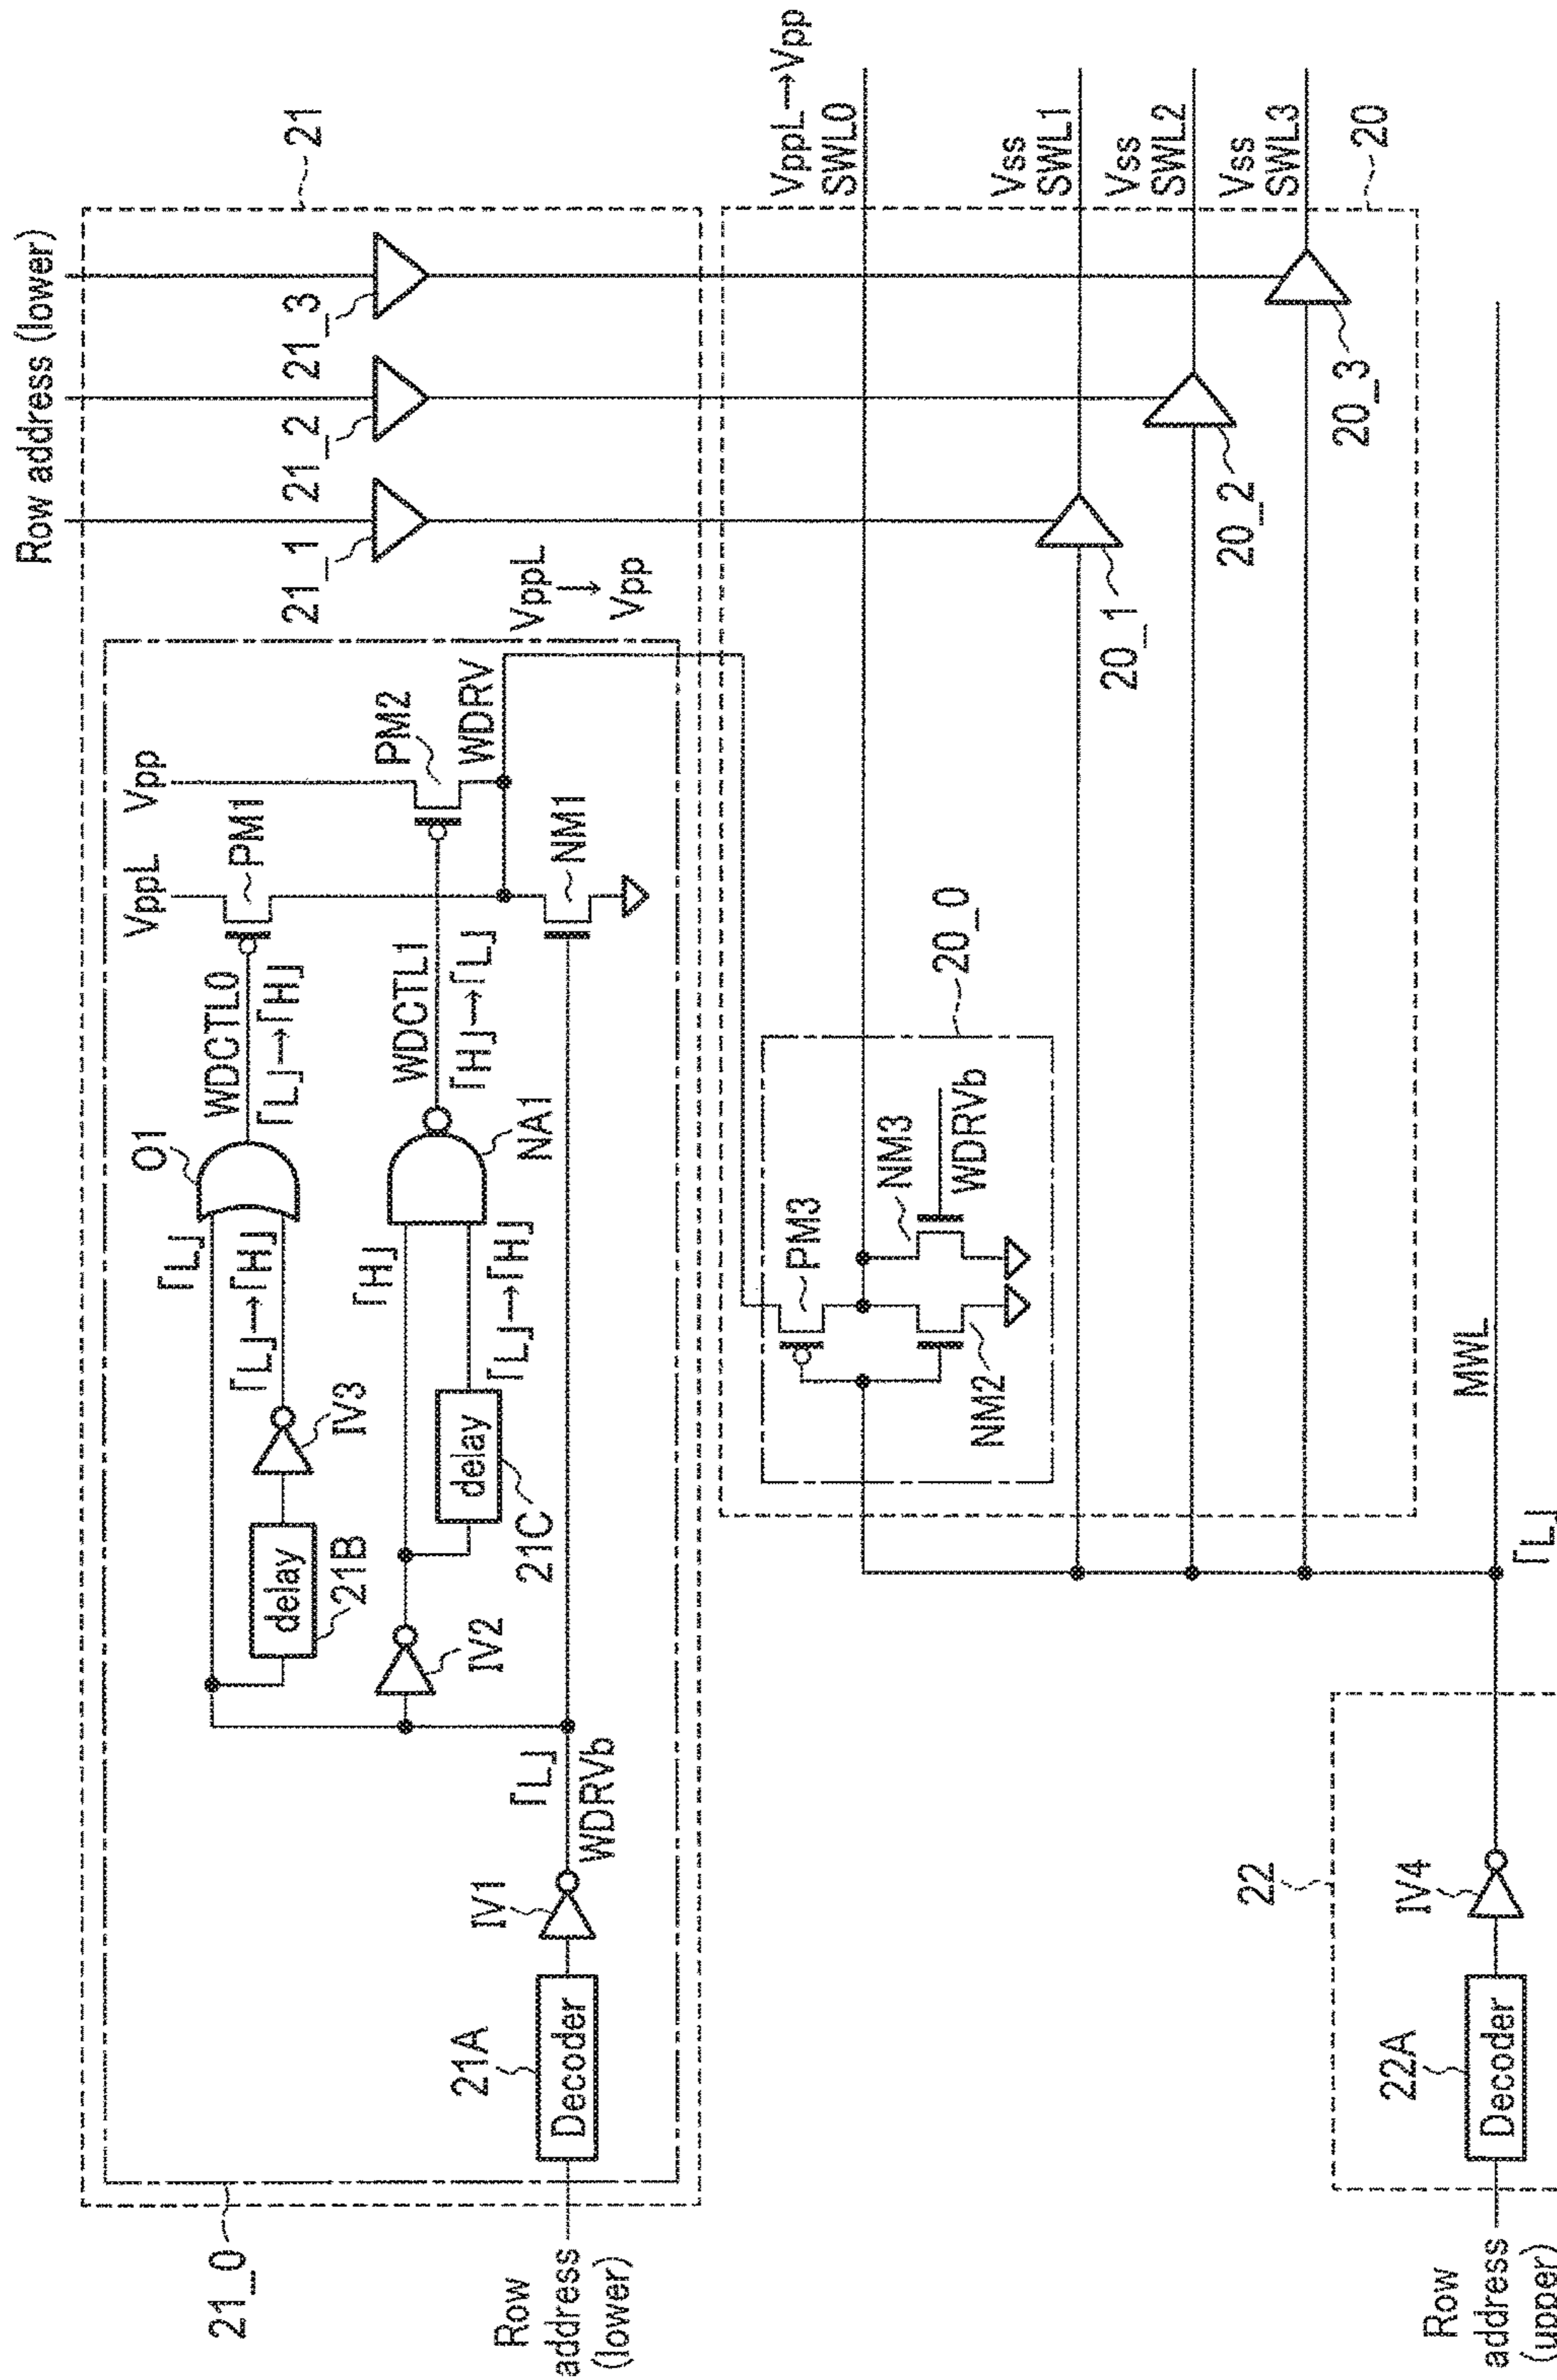 Row address (lower)
21
21_1
21_2
21_3
21_0
Row
address
(lower)
21A
Decoder
IV1
「L」
WDRVb
IV2
delay
21B
IV3
「L」
「L」→「H」
O1
WDCTL0
「L」→「H」
delay
21C
「H」
「L」→「H」
NA1
WDCTL1
「H」→「L」
VppL
PM1
Vpp
PM2
WDRV
NM1
VppL
→
Vpp
20_0
PM3
NM2
NM3
WDRVb
20_1
20_2
20_3
VppL→Vpp
SWL0
Vss
SWL1
Vss
SWL2
Vss
SWL3
20
Row
address
(upper)
22
22A
Decoder
IV4
「L」
MWL